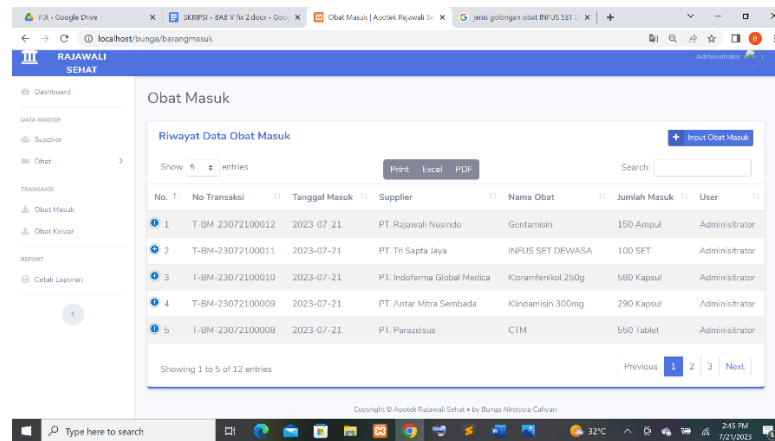 FIX - Google Drive
SKRIPSI - BAB V fix 2.docx - Goo
Obat Masuk | Apotek Rajawali Se
jenis golongan obat INFUS SET D
localhost/bunga/barangmasuk
RAJAWALI
SEHAT
Administrator
Dashboard
DATA MASTER
Supplier
Obat
TRANSAKSI
Obat Masuk
Obat Keluar
REPORT
Cetak Laporan
Obat Masuk
Riwayat Data Obat Masuk
Input Obat Masuk
Show 5 entries
Print Excel PDF
Search:
No. No Transaksi Tanggal Masuk Supplier Nama Obat Jumlah Masuk User
1 T-BM-23072100012 2023-07-21 PT. Rajawali Nusindo Gentamisin 150 Ampul Adminisitrator
2 T-BM-23072100011 2023-07-21 PT. Tri Sapta Jaya INFUS SET DEWASA 100 SET Adminisitrator
3 T-BM-23072100010 2023-07-21 PT. Indofarma Global Medica Kloramfenikol 250g 580 Kapsul Adminisitrator
4 T-BM-23072100009 2023-07-21 PT. Antar Mitra Sembada Klindamisin 300mg 290 Kapsul Adminisitrator
5 T-BM-23072100008 2023-07-21 PT. Parazelsus CTM 550 Tablet Adminisitrator
Showing 1 to 5 of 12 entries
Previous 1 2 3 Next
Copyright © Apotek Rajawali Sehat • by Bunga Nindysta Cahyani
Type here to search
32°C
2:45 PM
7/21/2023